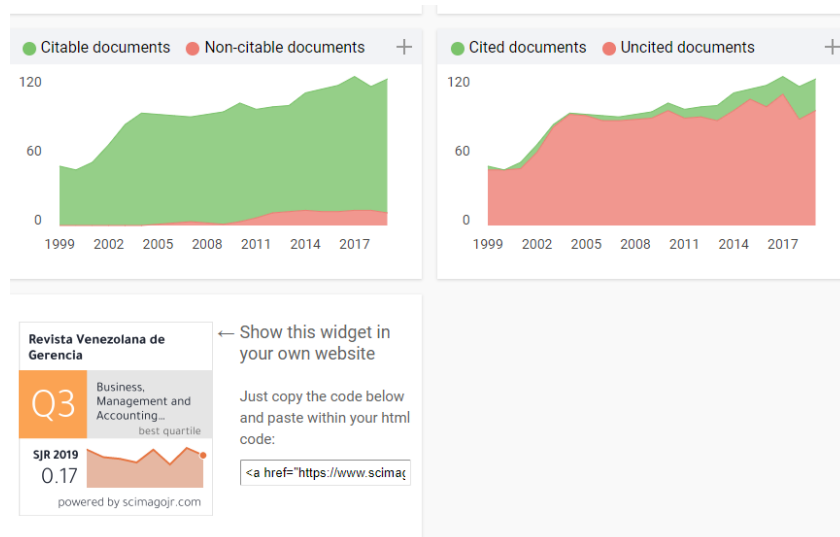 Citable documents Non-citable documents +
120
60
0
1999 2002 2005 2008 2011 2014 2017
Cited documents Uncited documents +
120
60
0
1999 2002 2005 2008 2011 2014 2017
Revista Venezolana de
Gerencia
Q3
Business,
Management and
Accounting...
best quartile
SJR 2019
0.17
powered by scimagojr.com
← Show this widget in
your own website
Just copy the code below
and paste within your html
code:
<a href="https://www.scimag